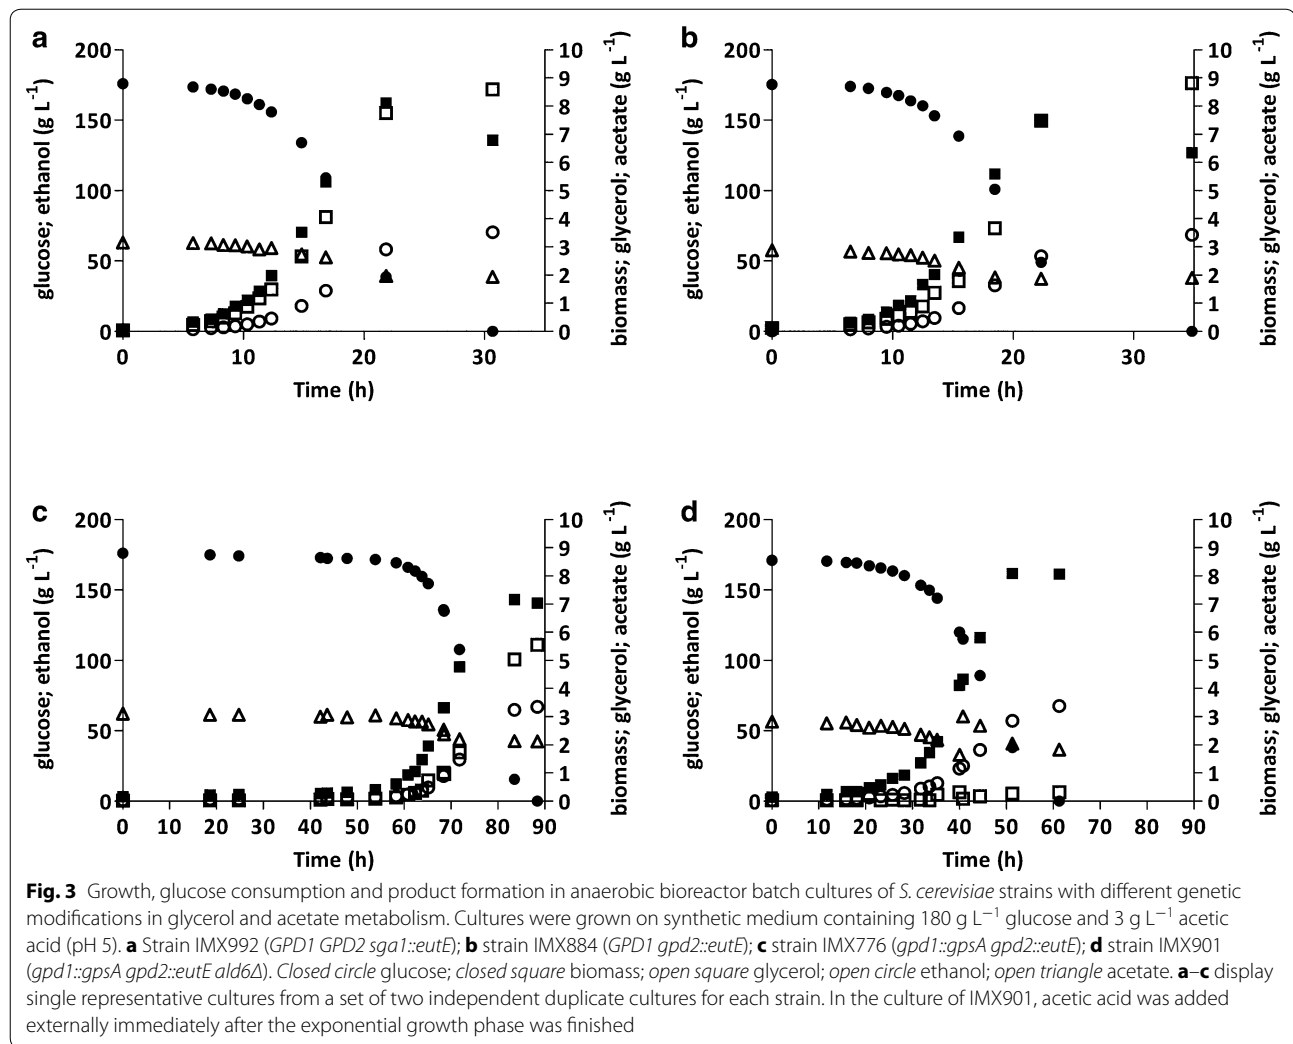 a
b
200
150
100
50
0
10
9
8
7
6
5
4
3
2
1
0
glucose; ethanol (g L⁻¹)
biomass; glycerol; acetate (g L⁻¹)
0 10 20 30
Time (h)
200
150
100
50
0
10
9
8
7
6
5
4
3
2
1
0
glucose; ethanol (g L⁻¹)
biomass; glycerol; acetate (g L⁻¹)
0 10 20 30
Time (h)
c
d
200
150
100
50
0
10
9
8
7
6
5
4
3
2
1
0
glucose; ethanol (g L⁻¹)
biomass; glycerol; acetate (g L⁻¹)
0 10 20 30 40 50 60 70 80 90
Time (h)
200
150
100
50
0
10
9
8
7
6
5
4
3
2
1
0
glucose; ethanol (g L⁻¹)
biomass; glycerol; acetate (g L⁻¹)
0 10 20 30 40 50 60 70 80 90
Time (h)
Fig. 3 Growth, glucose consumption and product formation in anaerobic bioreactor batch cultures of S. cerevisiae strains with different genetic
modifications in glycerol and acetate metabolism. Cultures were grown on synthetic medium containing 180 g L⁻¹ glucose and 3 g L⁻¹ acetic
acid (pH 5). a Strain IMX992 (GPD1 GPD2 sga1::eutE); b strain IMX884 (GPD1 gpd2::eutE); c strain IMX776 (gpd1::gpsA gpd2::eutE); d strain IMX901
(gpd1::gpsA gpd2::eutE ald6Δ). Closed circle glucose; closed square biomass; open square glycerol; open circle ethanol; open triangle acetate. a–c display
single representative cultures from a set of two independent duplicate cultures for each strain. In the culture of IMX901, acetic acid was added
externally immediately after the exponential growth phase was finished